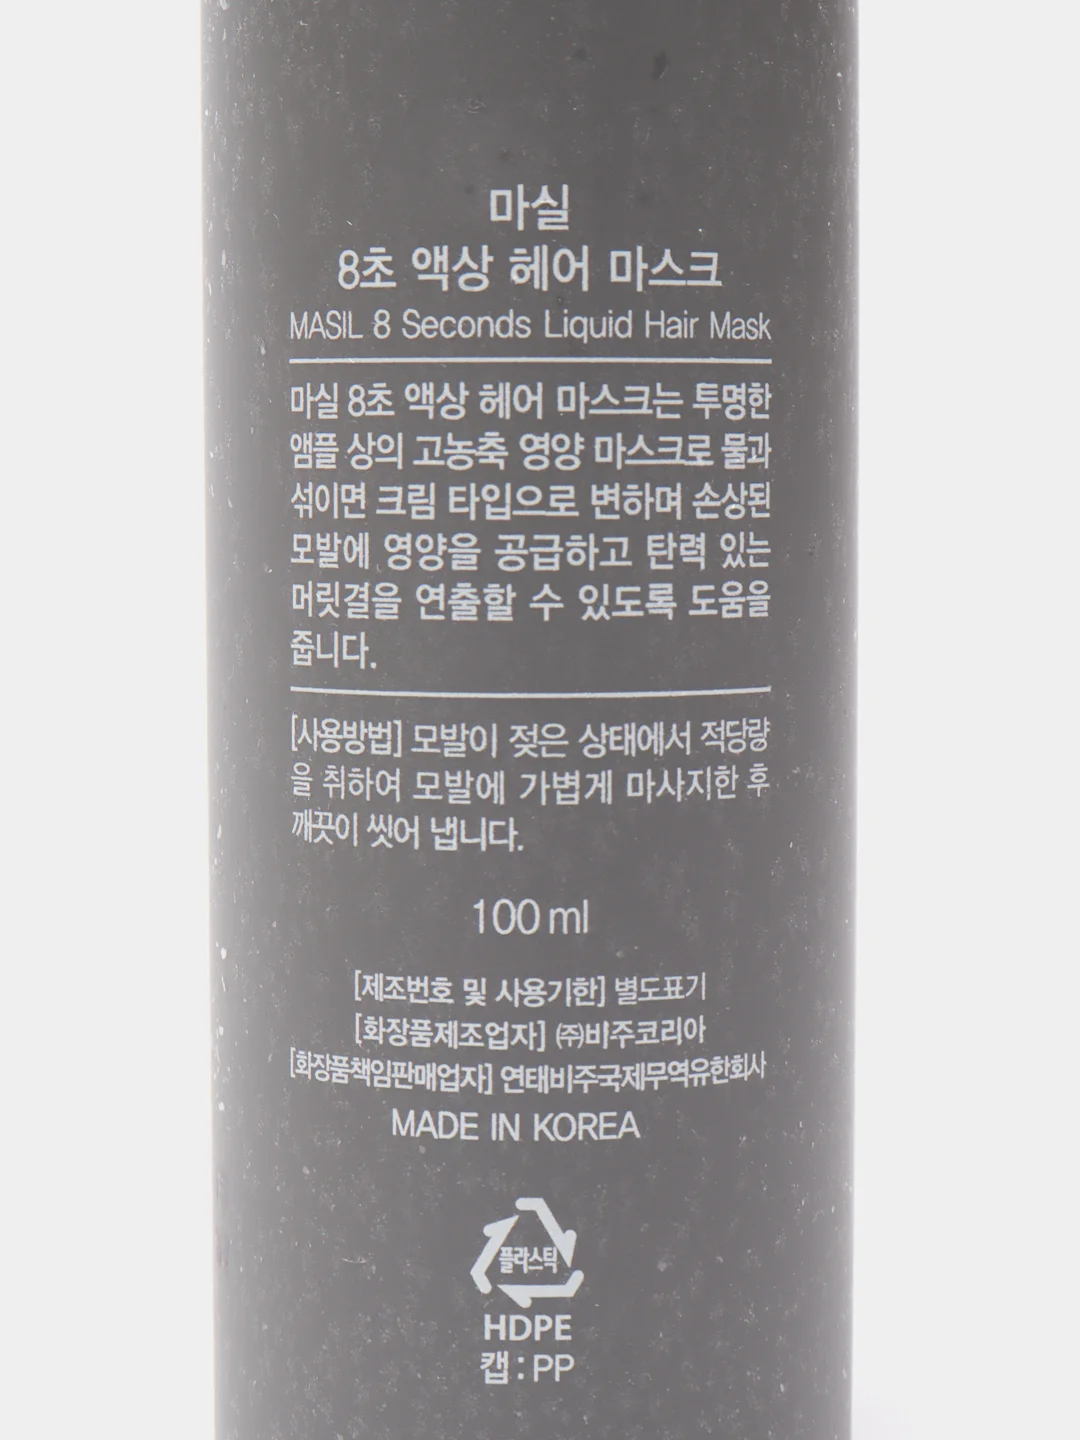 마실
8초 액상 헤어 마스크
MASIL 8 Seconds Liquid Hair Mask
마실 8초 액상 헤어 마스크는 투명한
앰플 상의 고농축 영양 마스크로 물과
섞이면 크림 타입으로 변하며 손상된
모발에 영양을 공급하고 탄력 있는
머릿결을 연출할 수 있도록 도움을
줍니다.
[사용방법] 모발이 젖은 상태에서 적당량
을 취하여 모발에 가볍게 마사지한 후
깨끗이 씻어 냅니다.
100 ml
[제조번호 및 사용기한] 별도표기
[화장품제조업자] ㈜비주코리아
[화장품책임판매업자] 연태비주국제무역유한회사
MADE IN KOREA
플라스틱
HDPE
캡 : PP